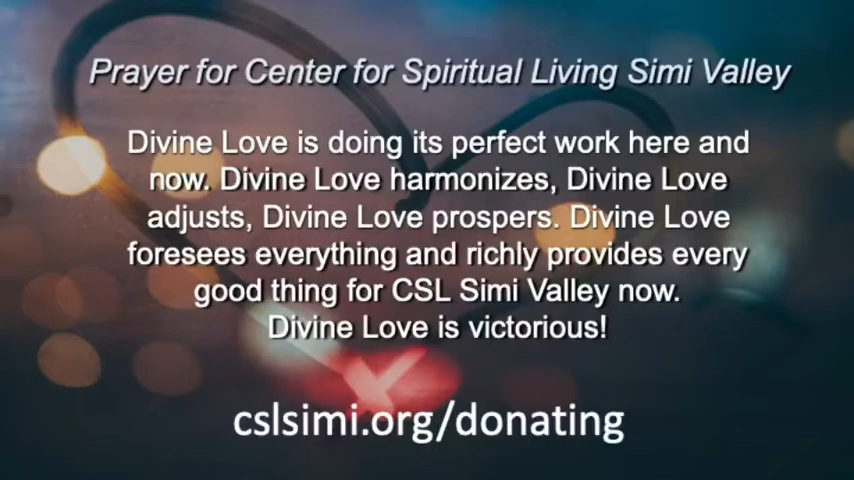 Prayer for Center for Spiritual Living Simi Valley
Divine Love is doing its perfect work here and
now. Divine Love harmonizes, Divine Love
adjusts, Divine Love prospers. Divine Love
foresees everything and richly provides every
good thing for CSL Simi Valley now.
Divine Love is victorious!
cslsimi.org/donating